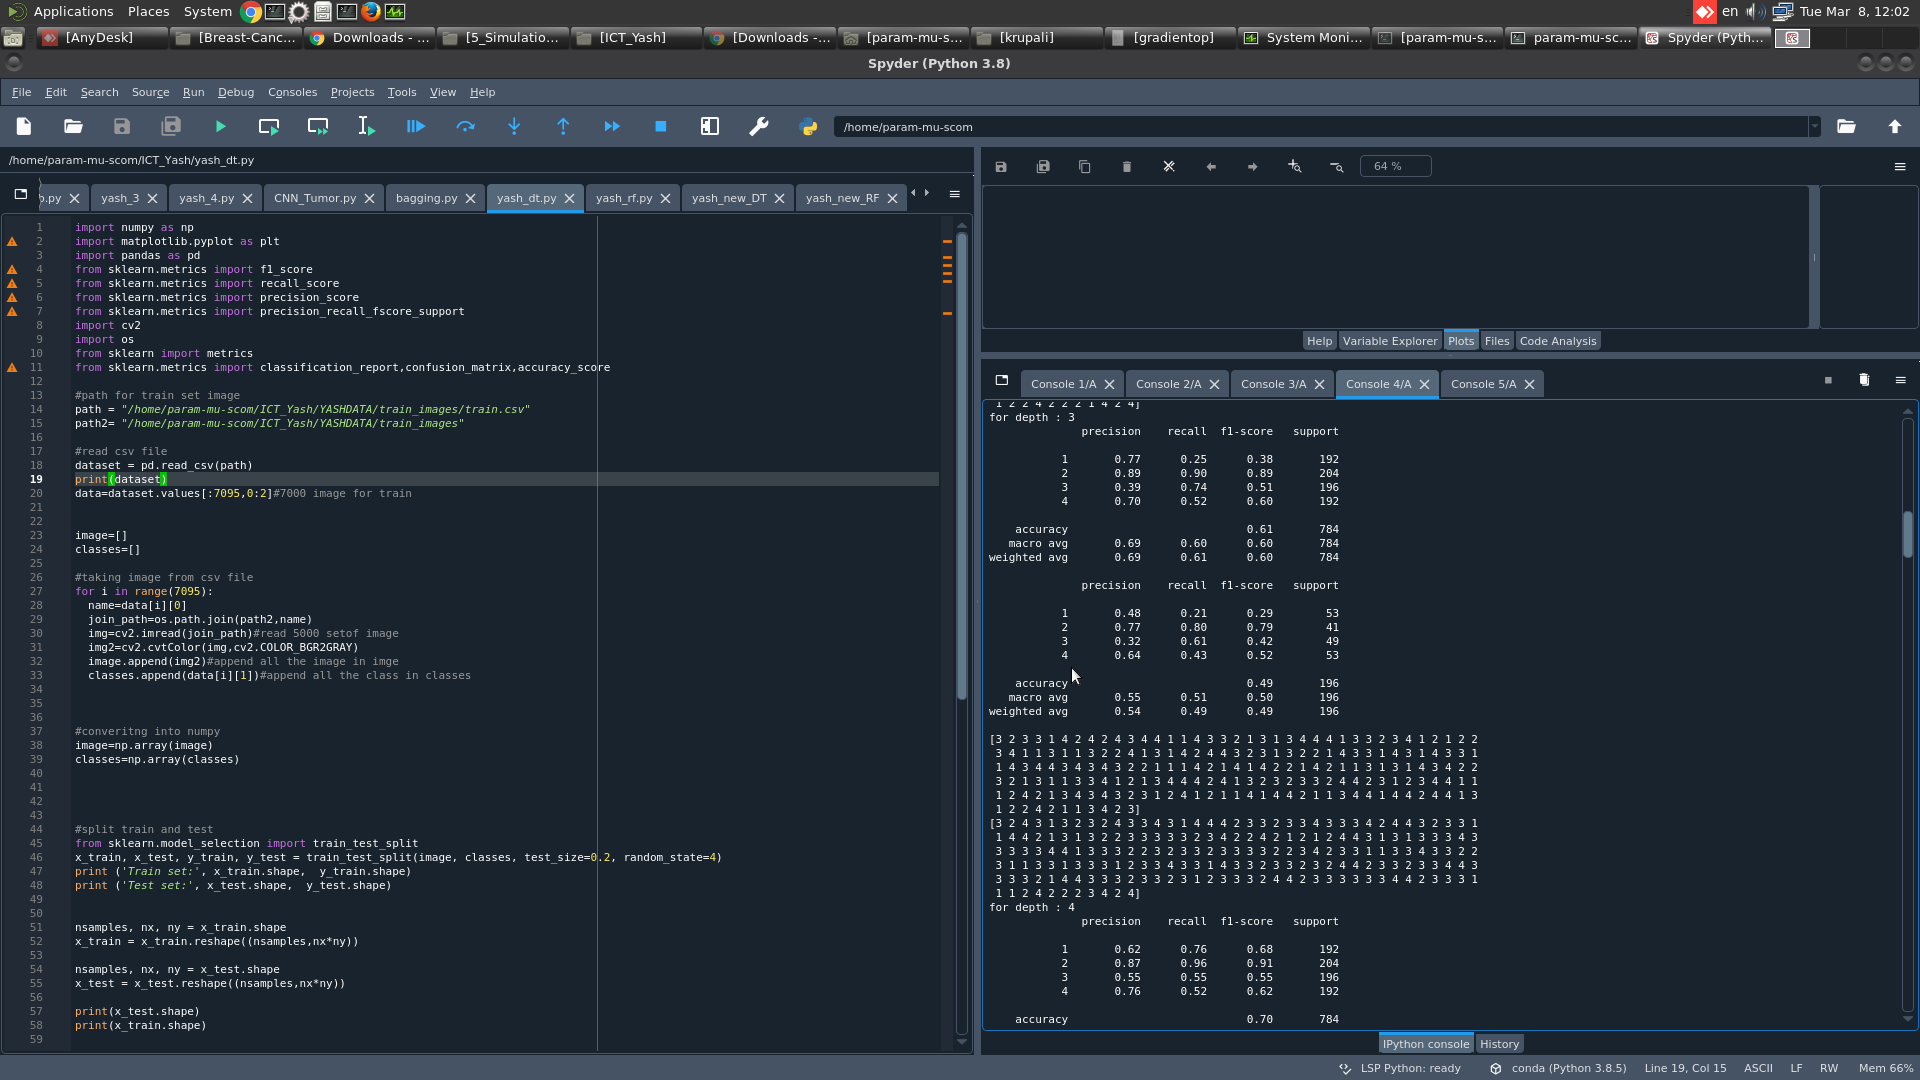 Applications Places System en Tue Mar 8, 12:02
[AnyDesk] [Breast-Canc... Downloads - ... [5_Simulatio... [ICT_Yash] [Downloads -... [param-mu-s... [krupali] [gradientop] System Moni... [param-mu-s... param-mu-sc... Spyder (Pyth...
Spyder (Python 3.8)
File Edit Search Source Run Debug Consoles Projects Tools View Help
/home/param-mu-scom
/home/param-mu-scom/ICT_Yash/yash_dt.py
.py yash_3 yash_4.py CNN_Tumor.py bagging.py yash_dt.py yash_rf.py yash_new_DT yash_new_RF
1 import numpy as np
2 import matplotlib.pyplot as plt
3 import pandas as pd
4 from sklearn.metrics import f1_score
5 from sklearn.metrics import recall_score
6 from sklearn.metrics import precision_score
7 from sklearn.metrics import precision_recall_fscore_support
8 import cv2
9 import os
10 from sklearn import metrics
11 from sklearn.metrics import classification_report,confusion_matrix,accuracy_score
12
13 #path for train set image
14 path = "/home/param-mu-scom/ICT_Yash/YASHDATA/train_images/train.csv"
15 path2= "/home/param-mu-scom/ICT_Yash/YASHDATA/train_images"
16
17 #read csv file
18 dataset = pd.read_csv(path)
19 print(dataset)
20 data=dataset.values[:7095,0:2]#7000 image for train
21
22
23 image=[]
24 classes=[]
25
26 #taking image from csv file
27 for i in range(7095):
28 name=data[i][0]
29 join_path=os.path.join(path2,name)
30 img=cv2.imread(join_path)#read 5000 setof image
31 img2=cv2.cvtColor(img,cv2.COLOR_BGR2GRAY)
32 image.append(img2)#append all the image in imge
33 classes.append(data[i][1])#append all the class in classes
34
35
36
37 #converitng into numpy
38 image=np.array(image)
39 classes=np.array(classes)
40
41
42
43
44 #split train and test
45 from sklearn.model_selection import train_test_split
46 x_train, x_test, y_train, y_test = train_test_split(image, classes, test_size=0.2, random_state=4)
47 print ('Train set:', x_train.shape, y_train.shape)
48 print ('Test set:', x_test.shape, y_test.shape)
49
50
51 nsamples, nx, ny = x_train.shape
52 x_train = x_train.reshape((nsamples,nx*ny))
53
54 nsamples, nx, ny = x_test.shape
55 x_test = x_test.reshape((nsamples,nx*ny))
56
57 print(x_test.shape)
58 print(x_train.shape)
59
64 %
Help Variable Explorer Plots Files Code Analysis
Console 1/A Console 2/A Console 3/A Console 4/A Console 5/A
1 2 2 4 2 2 2 1 4 2 4]
for depth : 3
precision recall f1-score support
1 0.77 0.25 0.38 192
2 0.89 0.90 0.89 204
3 0.39 0.74 0.51 196
4 0.70 0.52 0.60 192
accuracy 0.61 784
macro avg 0.69 0.60 0.60 784
weighted avg 0.69 0.61 0.60 784
precision recall f1-score support
1 0.48 0.21 0.29 53
2 0.77 0.80 0.79 41
3 0.32 0.61 0.42 49
4 0.64 0.43 0.52 53
accuracy 0.49 196
macro avg 0.55 0.51 0.50 196
weighted avg 0.54 0.49 0.49 196
[3 2 3 3 1 4 2 4 2 4 3 4 4 1 1 4 3 3 2 1 3 1 3 4 4 4 1 3 3 2 3 4 1 2 1 2 2
3 4 1 1 3 1 1 3 2 2 4 1 3 1 4 2 4 4 3 2 3 1 3 2 2 1 4 3 3 1 4 3 1 4 3 3 1
1 4 3 4 4 3 4 3 4 3 2 2 1 1 1 4 2 1 4 1 4 2 2 1 4 2 1 1 3 1 3 1 4 3 4 2 2
3 2 1 3 1 1 3 3 4 1 2 1 3 4 4 4 2 4 1 3 2 3 2 3 3 2 4 4 2 3 1 2 3 4 4 1 1
1 2 4 2 1 3 4 3 4 3 2 3 1 2 4 1 2 1 1 4 1 4 4 2 1 1 3 4 4 1 4 4 2 4 4 1 3
1 2 2 4 2 1 1 3 4 2 3]
[3 2 4 3 1 3 2 3 2 4 3 3 4 3 1 4 4 4 2 3 3 2 3 3 4 3 3 3 4 2 4 4 3 2 3 3 1
1 4 4 2 1 3 1 3 2 2 3 3 3 3 3 2 3 4 2 2 4 2 1 2 1 2 4 4 3 1 3 1 3 3 3 4 3
3 3 3 3 4 4 1 3 3 3 2 2 3 2 3 3 3 4 2 2 3 2 2 3 4 2 3 3 1 1 3 3 4 3 3 2 2
3 1 1 3 3 1 3 3 3 1 2 3 3 4 3 3 1 4 3 3 2 3 2 2 3 3 3 4 2 3 2 3 3 4 4 4 3
3 3 3 2 1 4 4 3 3 3 2 3 3 2 3 1 2 3 3 3 2 4 4 2 3 3 3 3 3 3 4 4 2 3 3 3 1
1 1 2 4 2 2 2 3 4 2 4]
for depth : 4
precision recall f1-score support
1 0.62 0.76 0.68 192
2 0.87 0.96 0.91 204
3 0.55 0.55 0.55 196
4 0.76 0.52 0.62 192
accuracy 0.70 784
IPython console History
LSP Python: ready conda (Python 3.8.5) Line 19, Col 15 ASCII LF RW Mem 66%